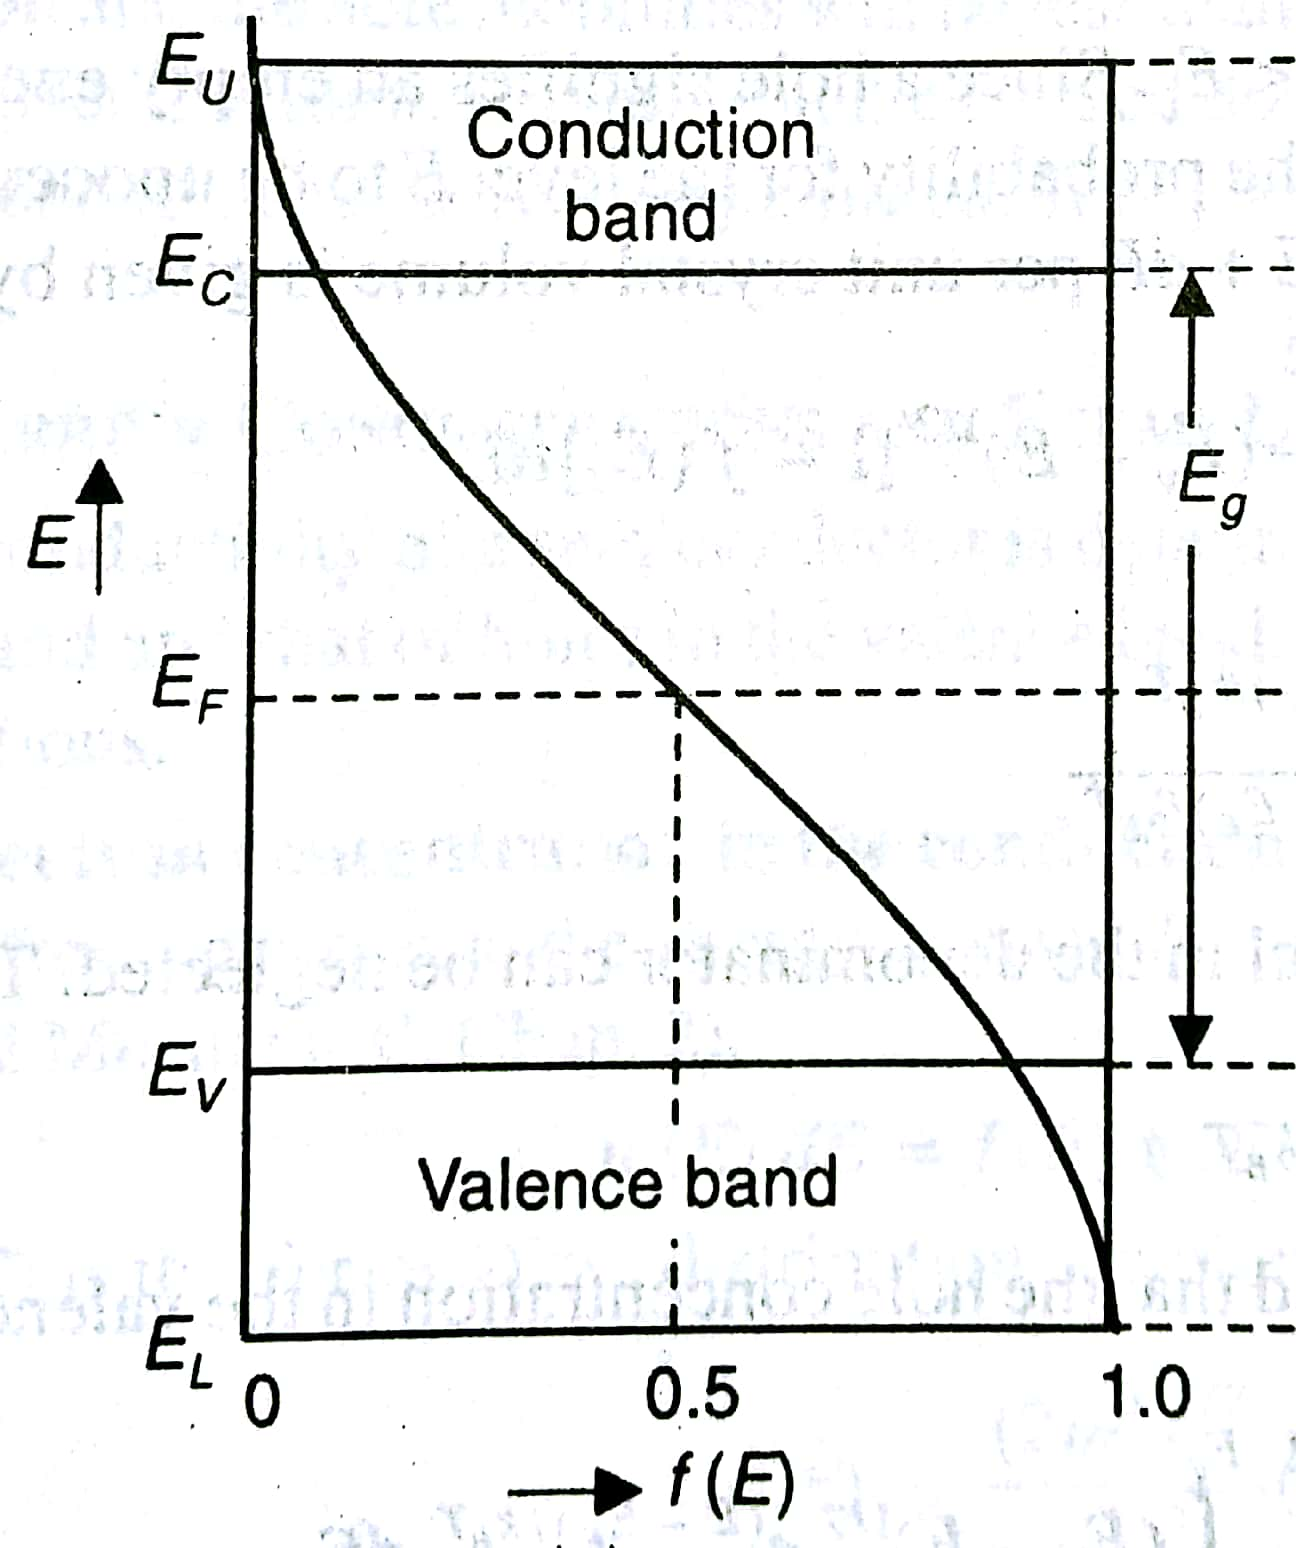 E_U
Conduction
band
E_C
E_g
E
E_F
E_V
Valence band
E_L
0
0.5
1.0
f (E)